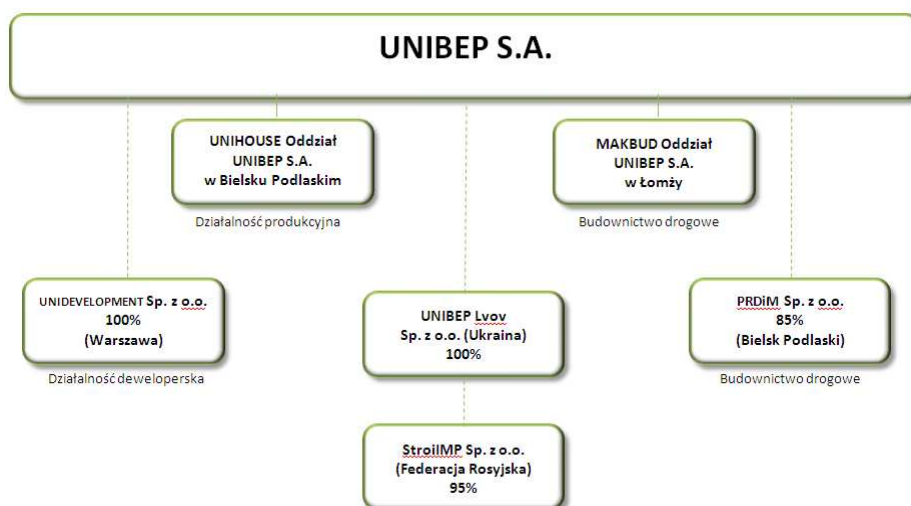 UNIBEP S.A.
UNIHOUSE Oddział
UNIBEP S.A.
w Bielsku Podlaskim
Działalność produkcyjna
MAKBUD Oddział
UNIBEP S.A.
w Łomży
Budownictwo drogowe
UNIDEVELOPMENT Sp. z o.o.
100%
(Warszawa)
Działalność deweloperska
UNIBEP Lvov
Sp. z o.o. (Ukraina)
100%
PRDiM Sp. z o.o.
85%
(Bielsk Podlaski)
Budownictwo drogowe
StroiIMP Sp. z o.o.
(Federacja Rosyjska)
95%